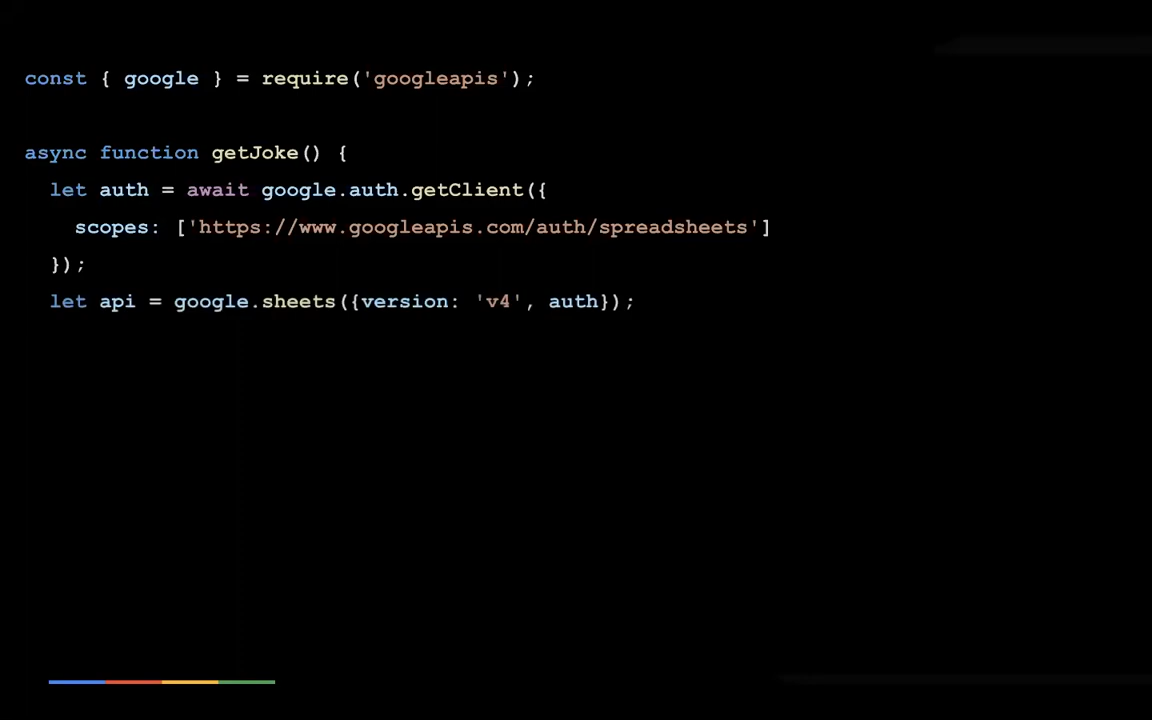 const { google } = require('googleapis');
async function getJoke() {
let auth = await google.auth.getClient({
scopes: ['https://www.googleapis.com/auth/spreadsheets']
});
let api = google.sheets({version: 'v4', auth});